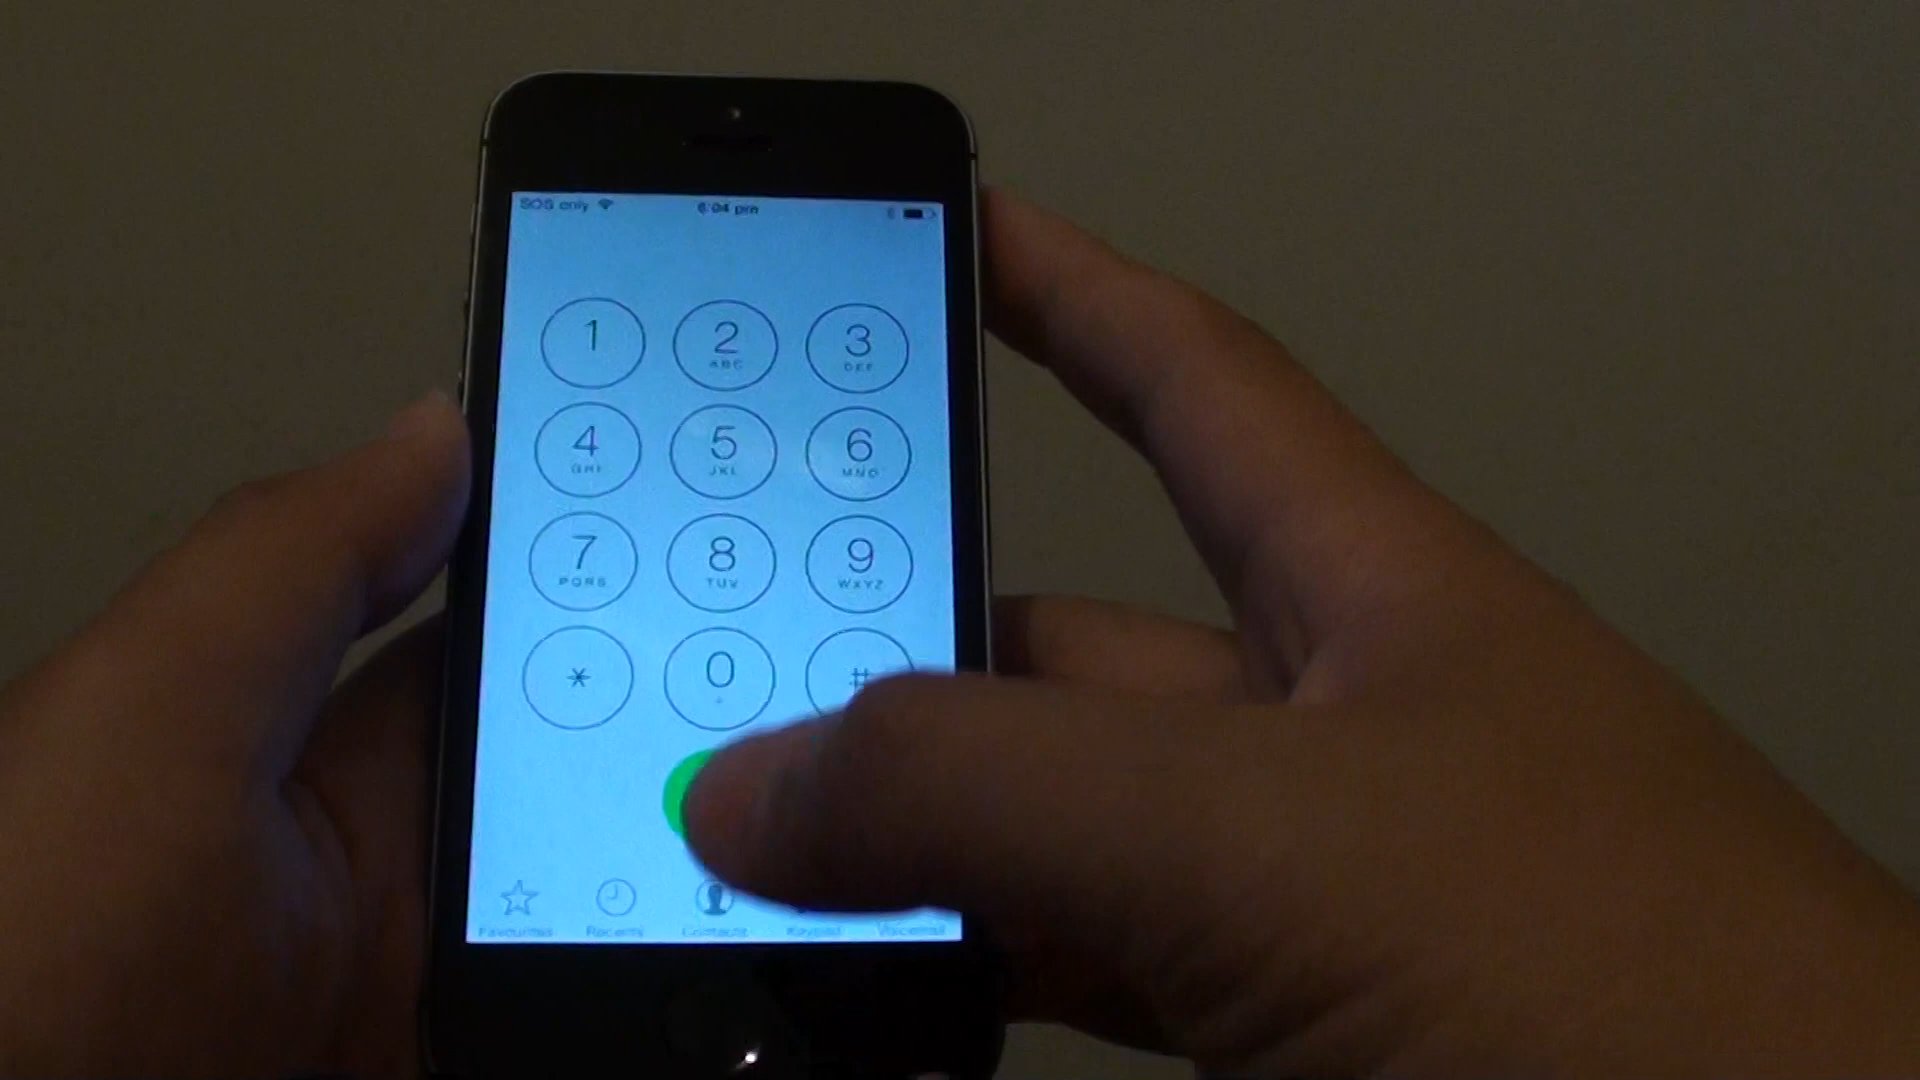 SOS only 6:04 pm
1 2 3
ABC DEF
4 5 6
GHI JKL MNO
7 8 9
PQRS TUV WXYZ
* 0 #
+
Favourites Recents Contacts Keypad Voicemail